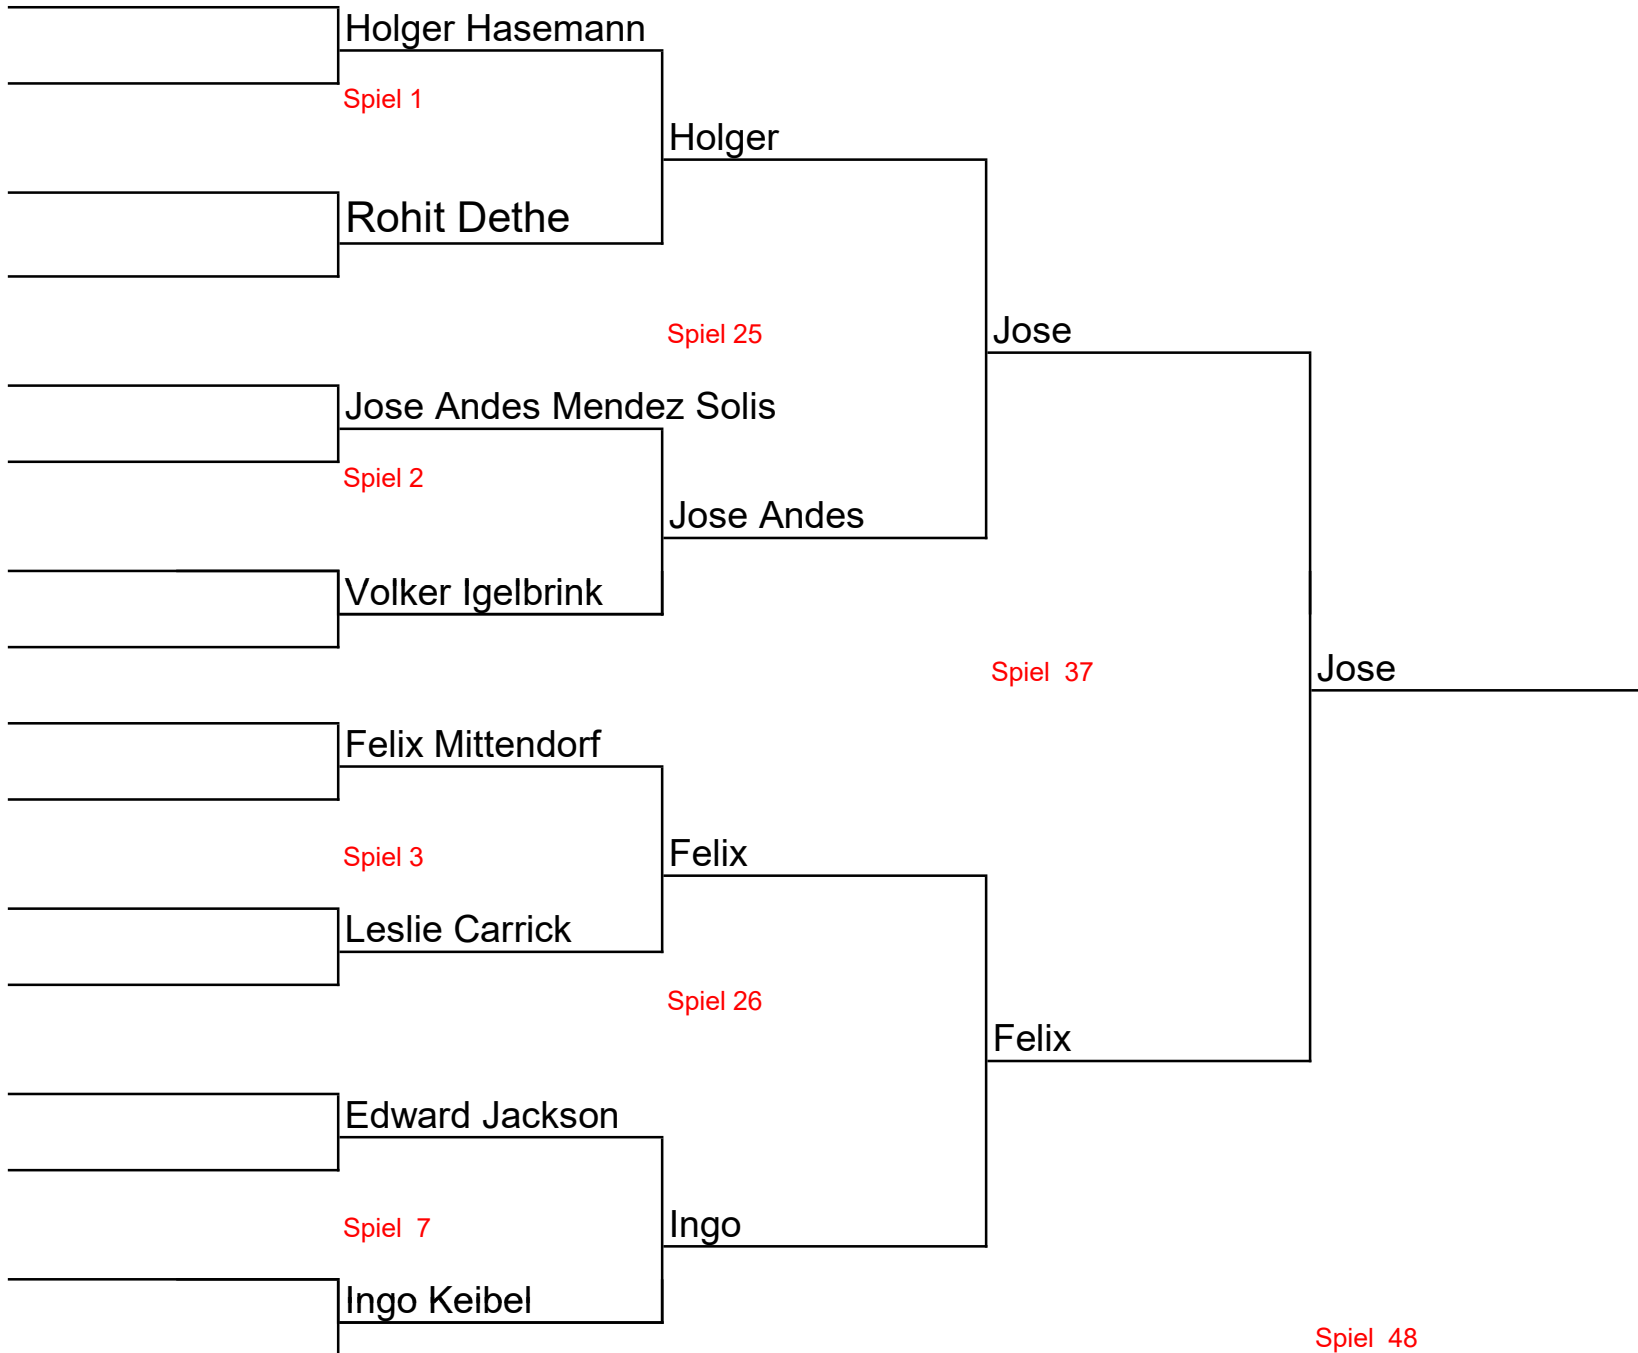 Holger Hasemann
Spiel 1
Holger
Rohit Dethe
Spiel 25
Jose
Jose Andes Mendez Solis
Spiel 2
Jose Andes
Volker Igelbrink
Spiel  37
Jose
Felix Mittendorf
Spiel 3
Felix
Leslie Carrick
Spiel 26
Felix
Edward Jackson
Spiel  7
Ingo
Ingo Keibel
Spiel  48